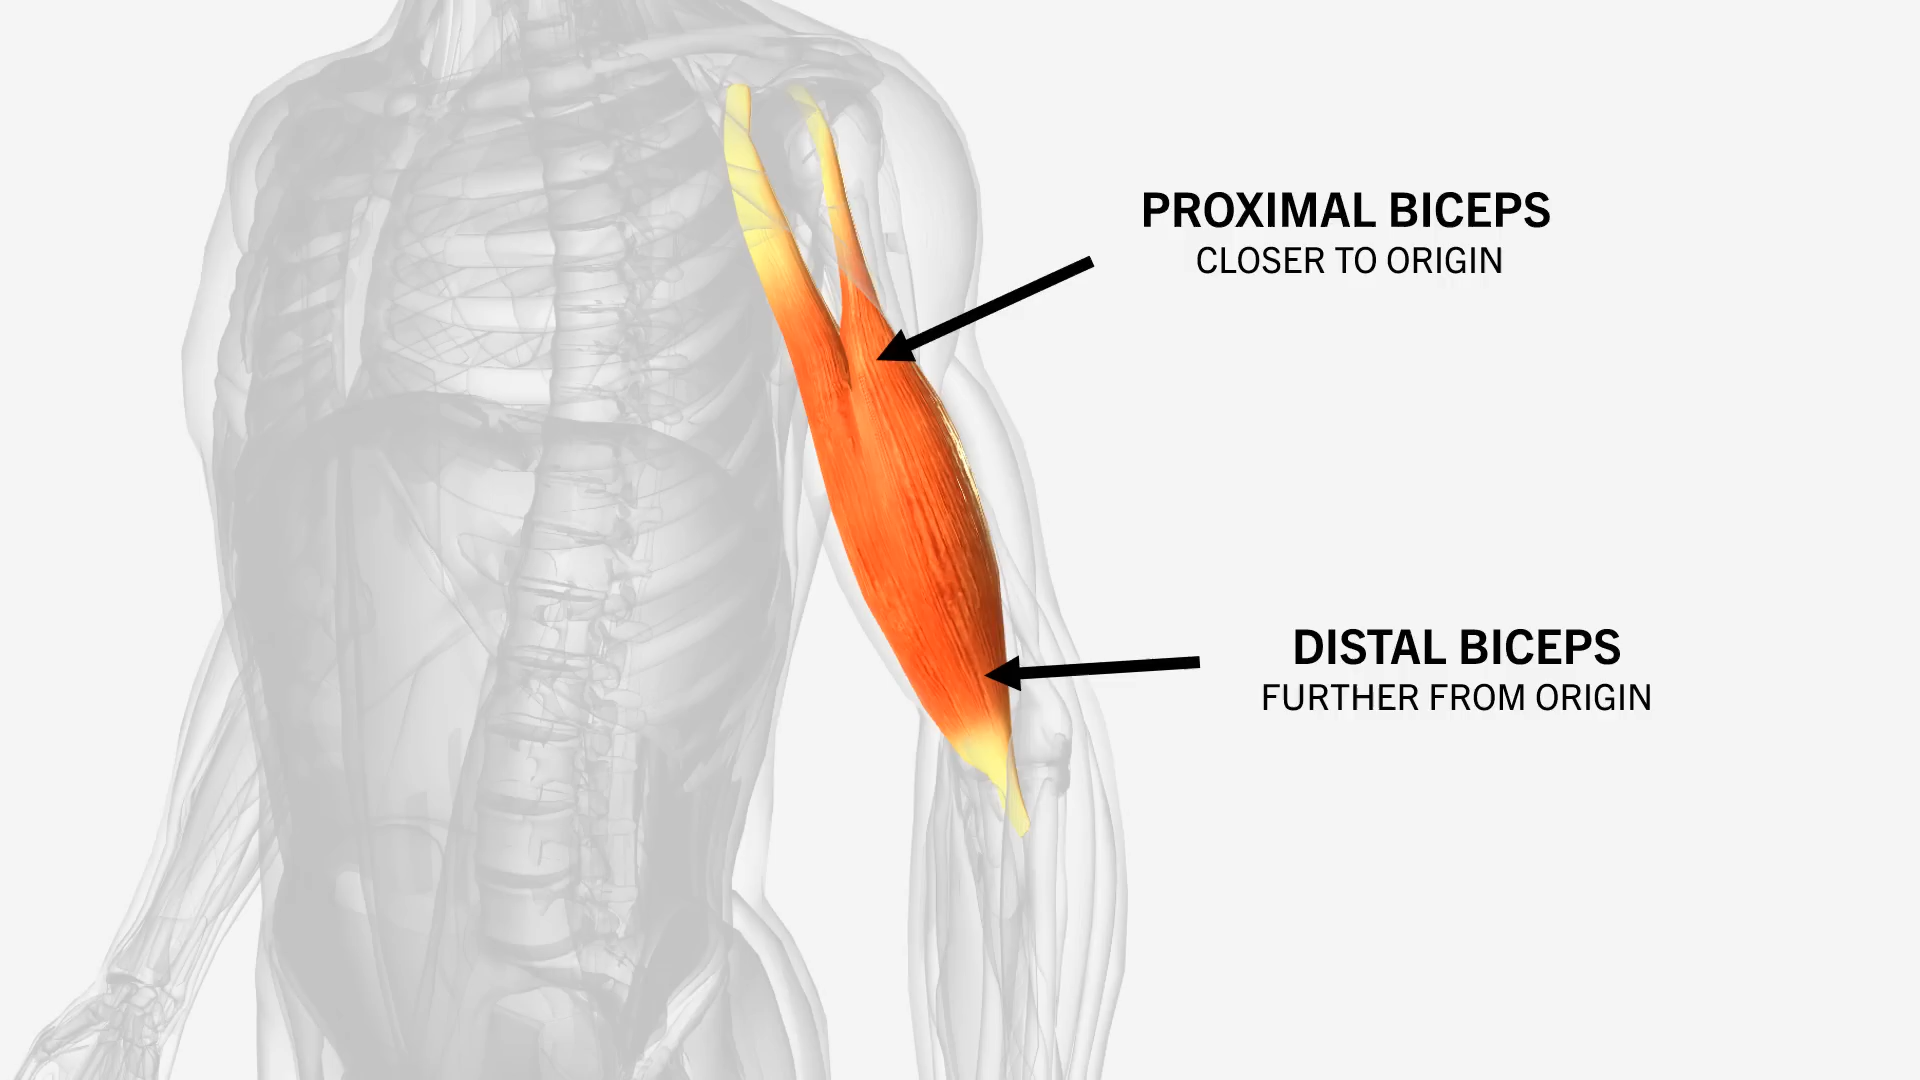 PROXIMAL BICEPS
CLOSER TO ORIGIN
DISTAL BICEPS
FURTHER FROM ORIGIN